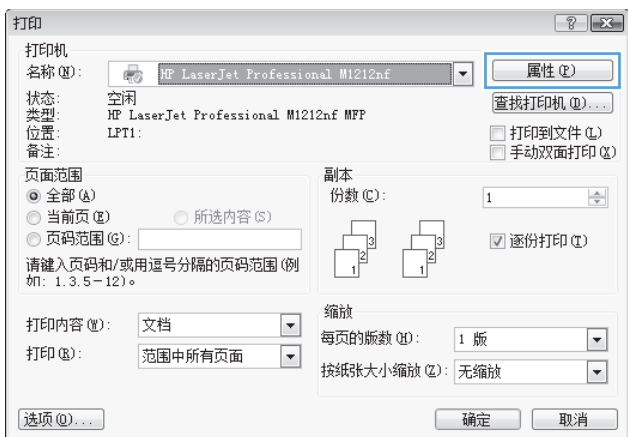 打印
打印机
名称(N): HP LaserJet Professional M1212nf 属性(P)
状态: 空闲 查找打印机(D)...
类型: HP LaserJet Professional M1212nf MFP
位置: LPT1: 打印到文件(L)
备注: 手动双面打印(X)
页面范围 副本
全部(A) 份数(C): 1
当前页(E) 所选内容(S)
页码范围(G): 逐份打印(T)
请键入页码和/或用逗号分隔的页码范围(例
如: 1.3.5-12)。
3
2
1
3
2
1
缩放
打印内容(W): 文档 每页的版数(H): 1 版
打印(R): 范围中所有页面 按纸张大小缩放(Z): 无缩放
选项(O)... 确定 取消